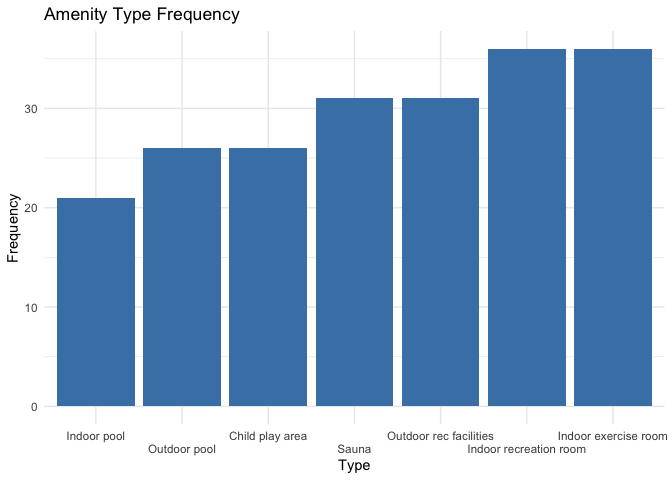 Amenity Type Frequency
Frequency
30
20
10
0
Indoor pool
Outdoor pool
Child play area
Sauna
Outdoor rec facilities
Indoor recreation room
Indoor exercise room
Type